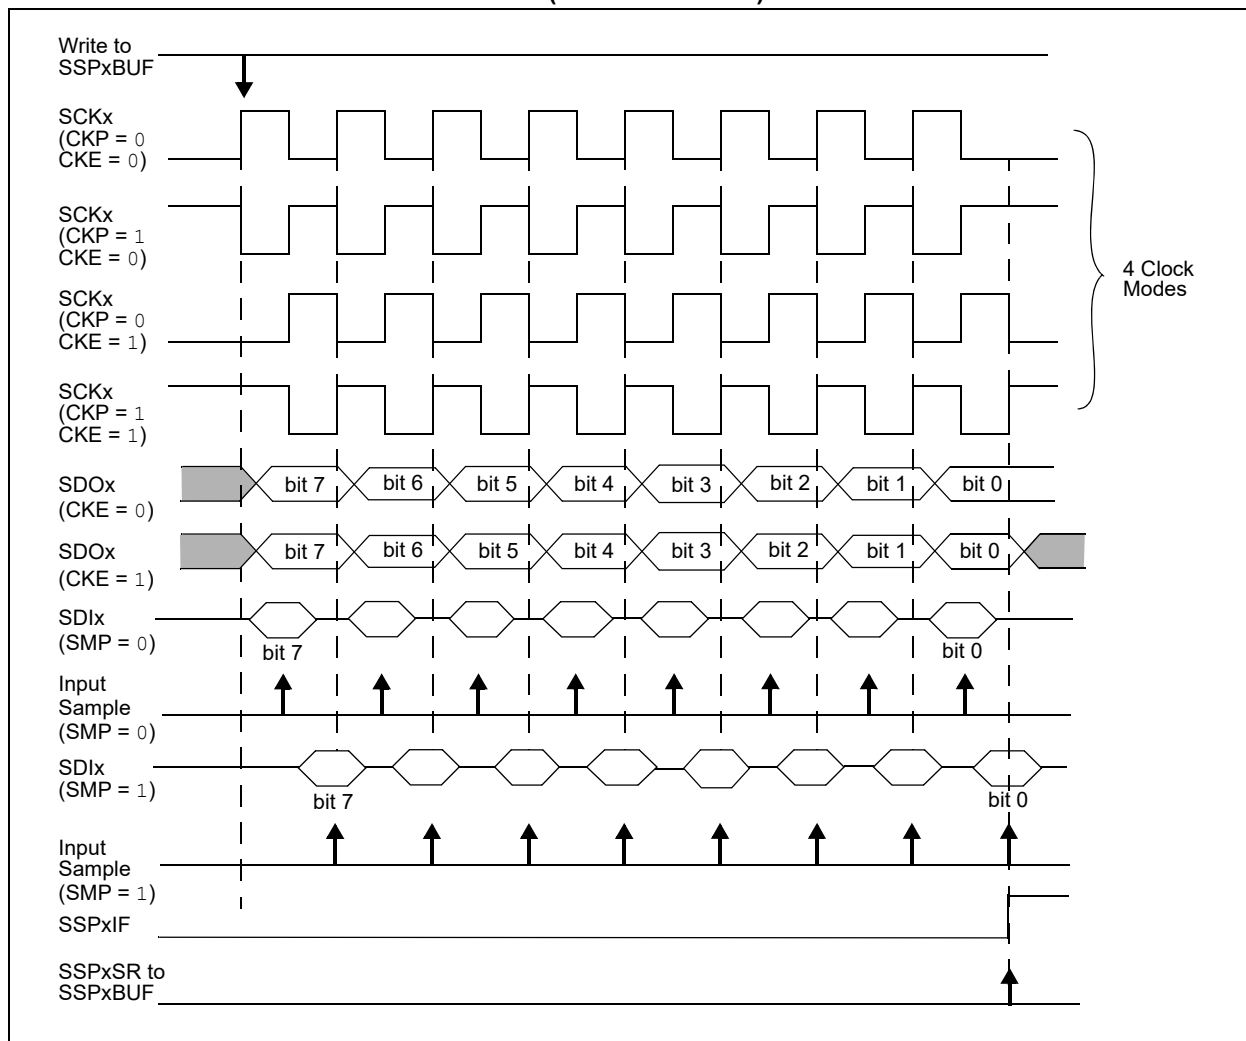 Write to
SSPxBUF
SCKx
(CKP = 0
CKE = 0)
SCKx
(CKP = 1
CKE = 0)
4 Clock
Modes
SCKx
(CKP = 0
CKE = 1)
SCKx
(CKP = 1
CKE = 1)
SDOx
(CKE = 0)
bit 7 bit 6 bit 5 bit 4 bit 3 bit 2 bit 1 bit 0
SDOx
(CKE = 1)
bit 7 bit 6 bit 5 bit 4 bit 3 bit 2 bit 1 bit 0
SDIx
(SMP = 0)
bit 7 bit 0
Input
Sample
(SMP = 0)
SDIx
(SMP = 1)
bit 7 bit 0
Input
Sample
(SMP = 1)
SSPxIF
SSPxSR to
SSPxBUF